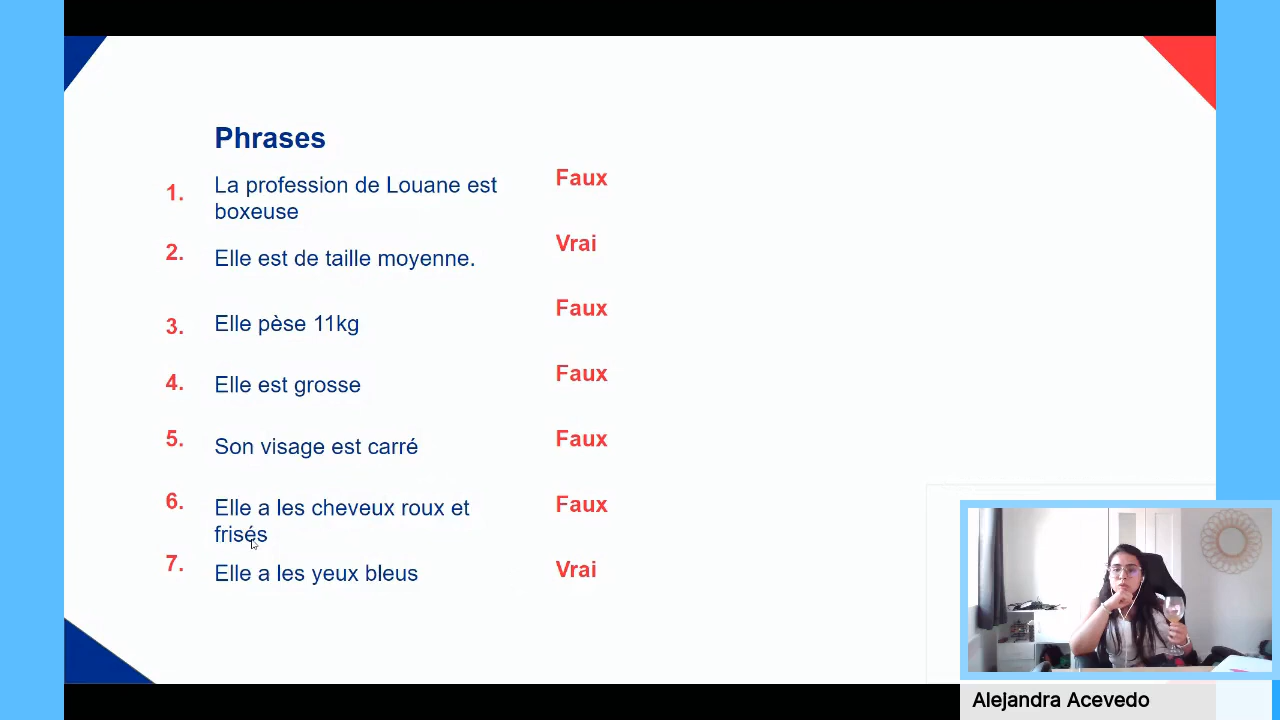 Phrases
1. La profession de Louane est Faux
boxeuse
2. Elle est de taille moyenne. Vrai
3. Elle pèse 11kg Faux
4. Elle est grosse Faux
5. Son visage est carré Faux
6. Elle a les cheveux roux et Faux
frisés
7. Elle a les yeux bleus Vrai
Alejandra Acevedo